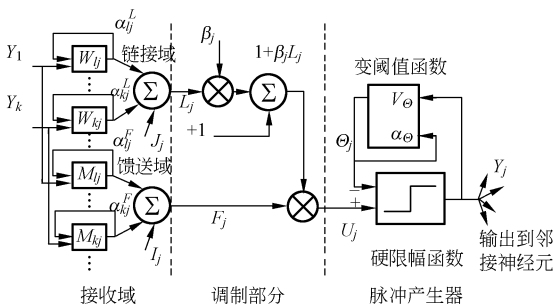 α_{lj}^{L}
Y_1
W_{lj}
链接域
Y_k
α_{kj}^{L}
Σ
W_{kj}
α_{lj}^{F}
J_j
M_{lj}
馈送域
α_{kj}^{F}
Σ
M_{kj}
I_j
接收域
β_j
1+β_jL_j
L_j
Σ
+1
F_j
调制部分
变阈值函数
V_Θ
α_Θ
Θ_j
−
+
U_j
硬限幅函数
Y_j
输出到邻
接神经元
脉冲产生器